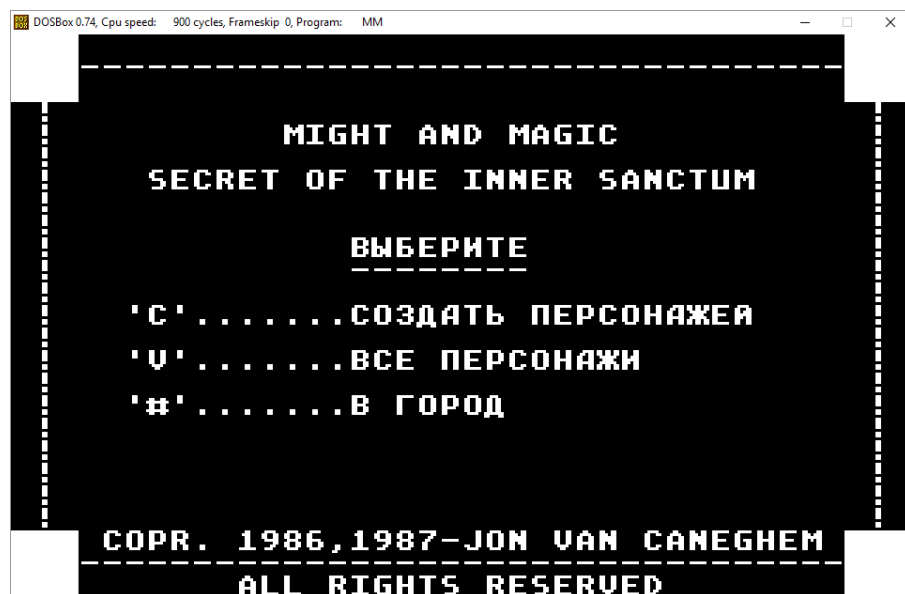 DOSBox 0.74, Cpu speed: 900 cycles, Frameskip 0, Program: MM
MIGHT AND MAGIC
SECRET OF THE INNER SANCTUM
ВЫБЕРИТЕ
'C'.......СОЗДАТЬ ПЕРСОНАЖЕЙ
'V'.......ВСЕ ПЕРСОНАЖИ
'#'.......В ГОРОД
COPR. 1986,1987-JON VAN CANEGHEM
ALL RIGHTS RESERVED